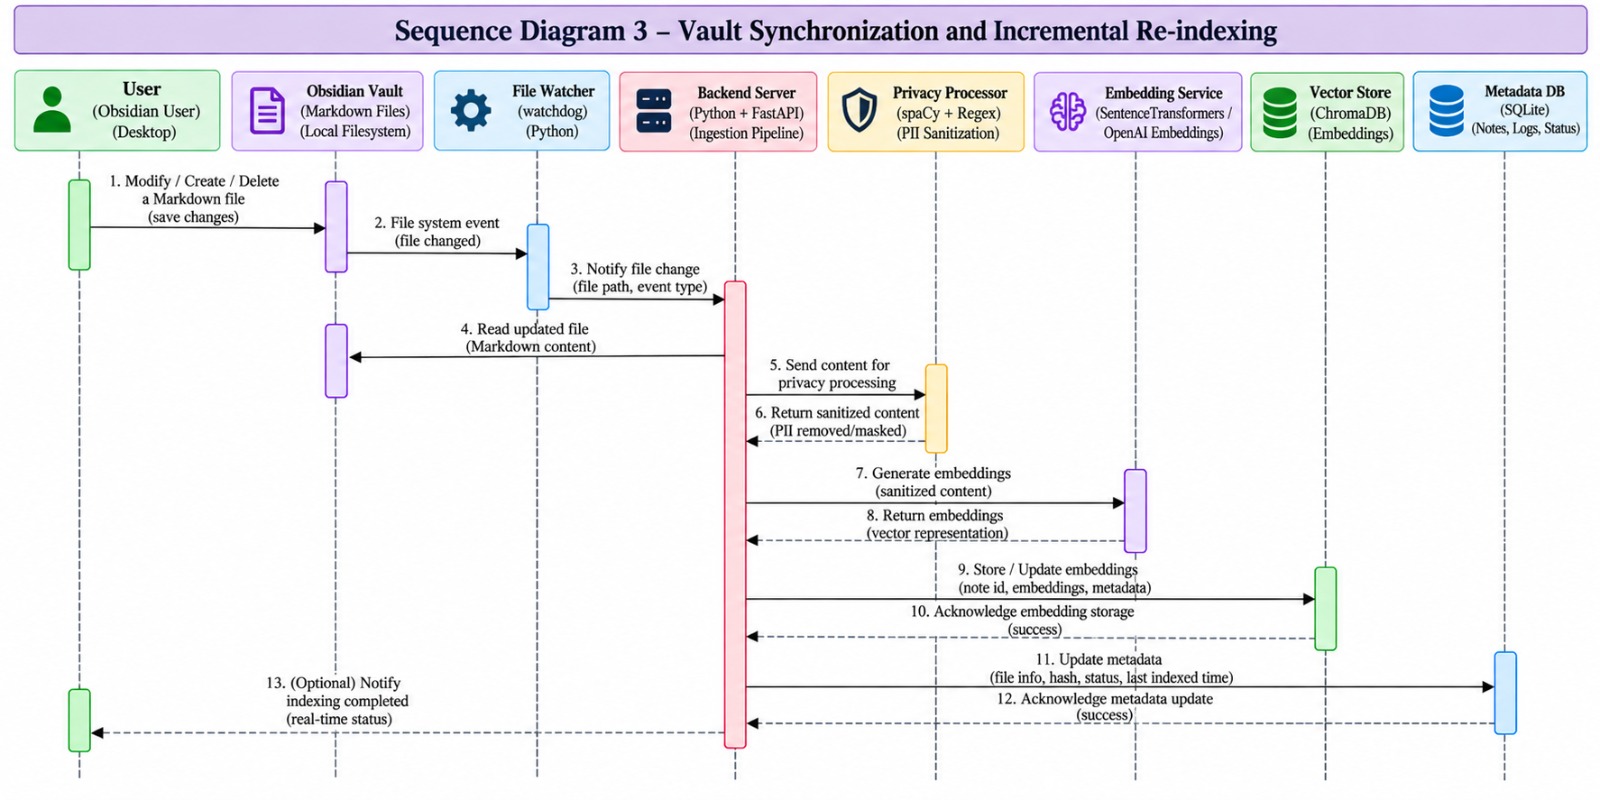 Sequence Diagram 3 – Vault Synchronization and Incremental Re-indexing
User
(Obsidian User)
(Desktop)
Obsidian Vault
(Markdown Files)
(Local Filesystem)
File Watcher
(watchdog)
(Python)
Backend Server
(Python + FastAPI)
(Ingestion Pipeline)
Privacy Processor
(spaCy + Regex)
(PII Sanitization)
Embedding Service
(SentenceTransformers /
OpenAI Embeddings)
Vector Store
(ChromaDB)
(Embeddings)
Metadata DB
(SQLite)
(Notes, Logs, Status)
1. Modify / Create / Delete
a Markdown file
(save changes)
2. File system event
(file changed)
3. Notify file change
(file path, event type)
4. Read updated file
(Markdown content)
5. Send content for
privacy processing
6. Return sanitized content
(PII removed/masked)
7. Generate embeddings
(sanitized content)
8. Return embeddings
(vector representation)
9. Store / Update embeddings
(note id, embeddings, metadata)
10. Acknowledge embedding storage
(success)
11. Update metadata
(file info, hash, status, last indexed time)
12. Acknowledge metadata update
(success)
13. (Optional) Notify
indexing completed
(real-time status)